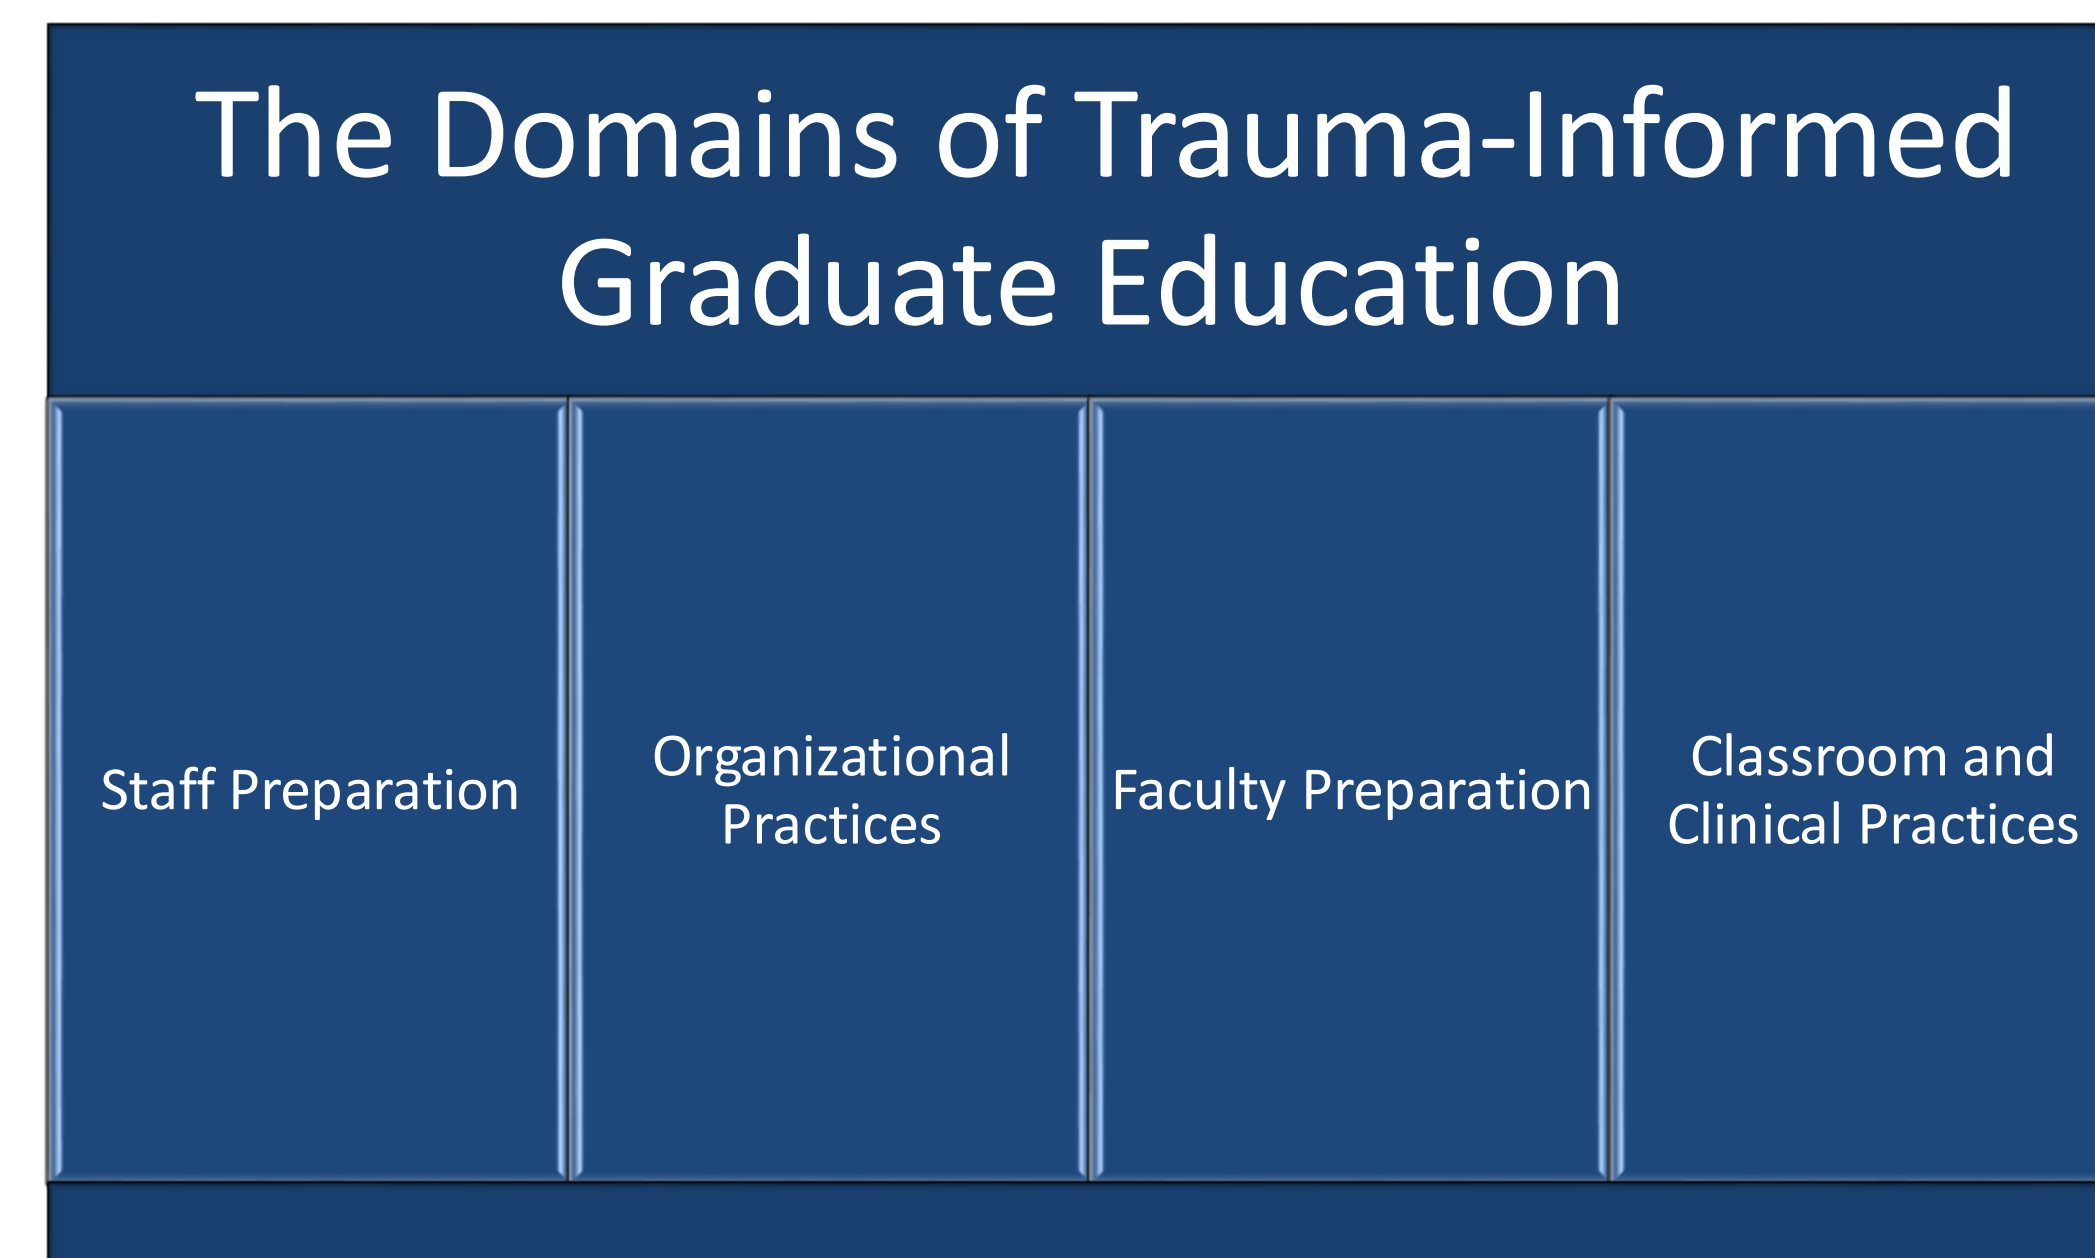 The Domains of Trauma-Informed
Graduate Education
Staff Preparation
Organizational
Practices
Faculty Preparation
Classroom and
Clinical Practices